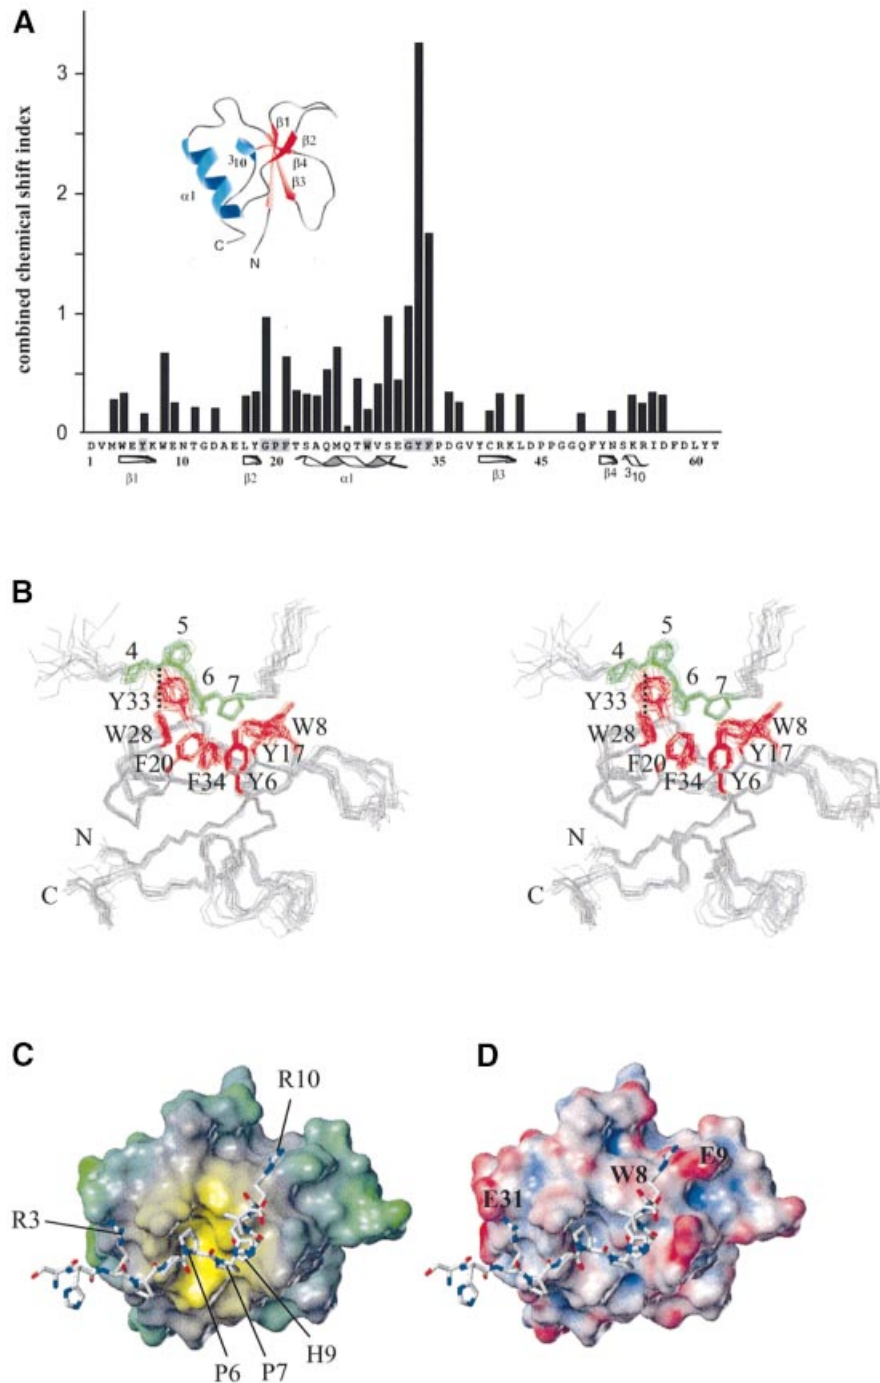 A
combined chemical shift index
3
2
1
0
β1
β2
3₁₀
β4
β3
α1
C
N
DVMWEYKWENTGDAELYGPFTSAQMQTWVSEGYFPDGVYCRKLDPPGGQFYNSKRIDFDLYT
1 10 20 35 45 60
β1 β2 α1 β3 β4 3₁₀
B
5 5
4 4
6 6
7 7
Y33 Y33
W8 W8
W28 W28
Y17 Y17
F20 F20
F34 Y6 F34 Y6
N N
C C
C D
R10
W8 E9
E31
R3
H9
P6 P7